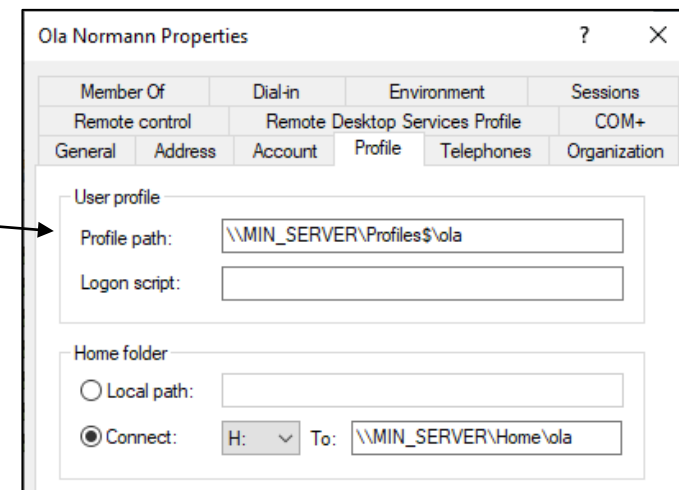 Ola Normann Properties ?
Member Of Dial-in Environment Sessions
Remote control Remote Desktop Services Profile COM+
General Address Account Profile Telephones Organization
User profile
Profile path: \\MIN_SERVER\Profiles$\ola
Logon script:
Home folder
Local path:
Connect: H: To: \\MIN_SERVER\Home\ola